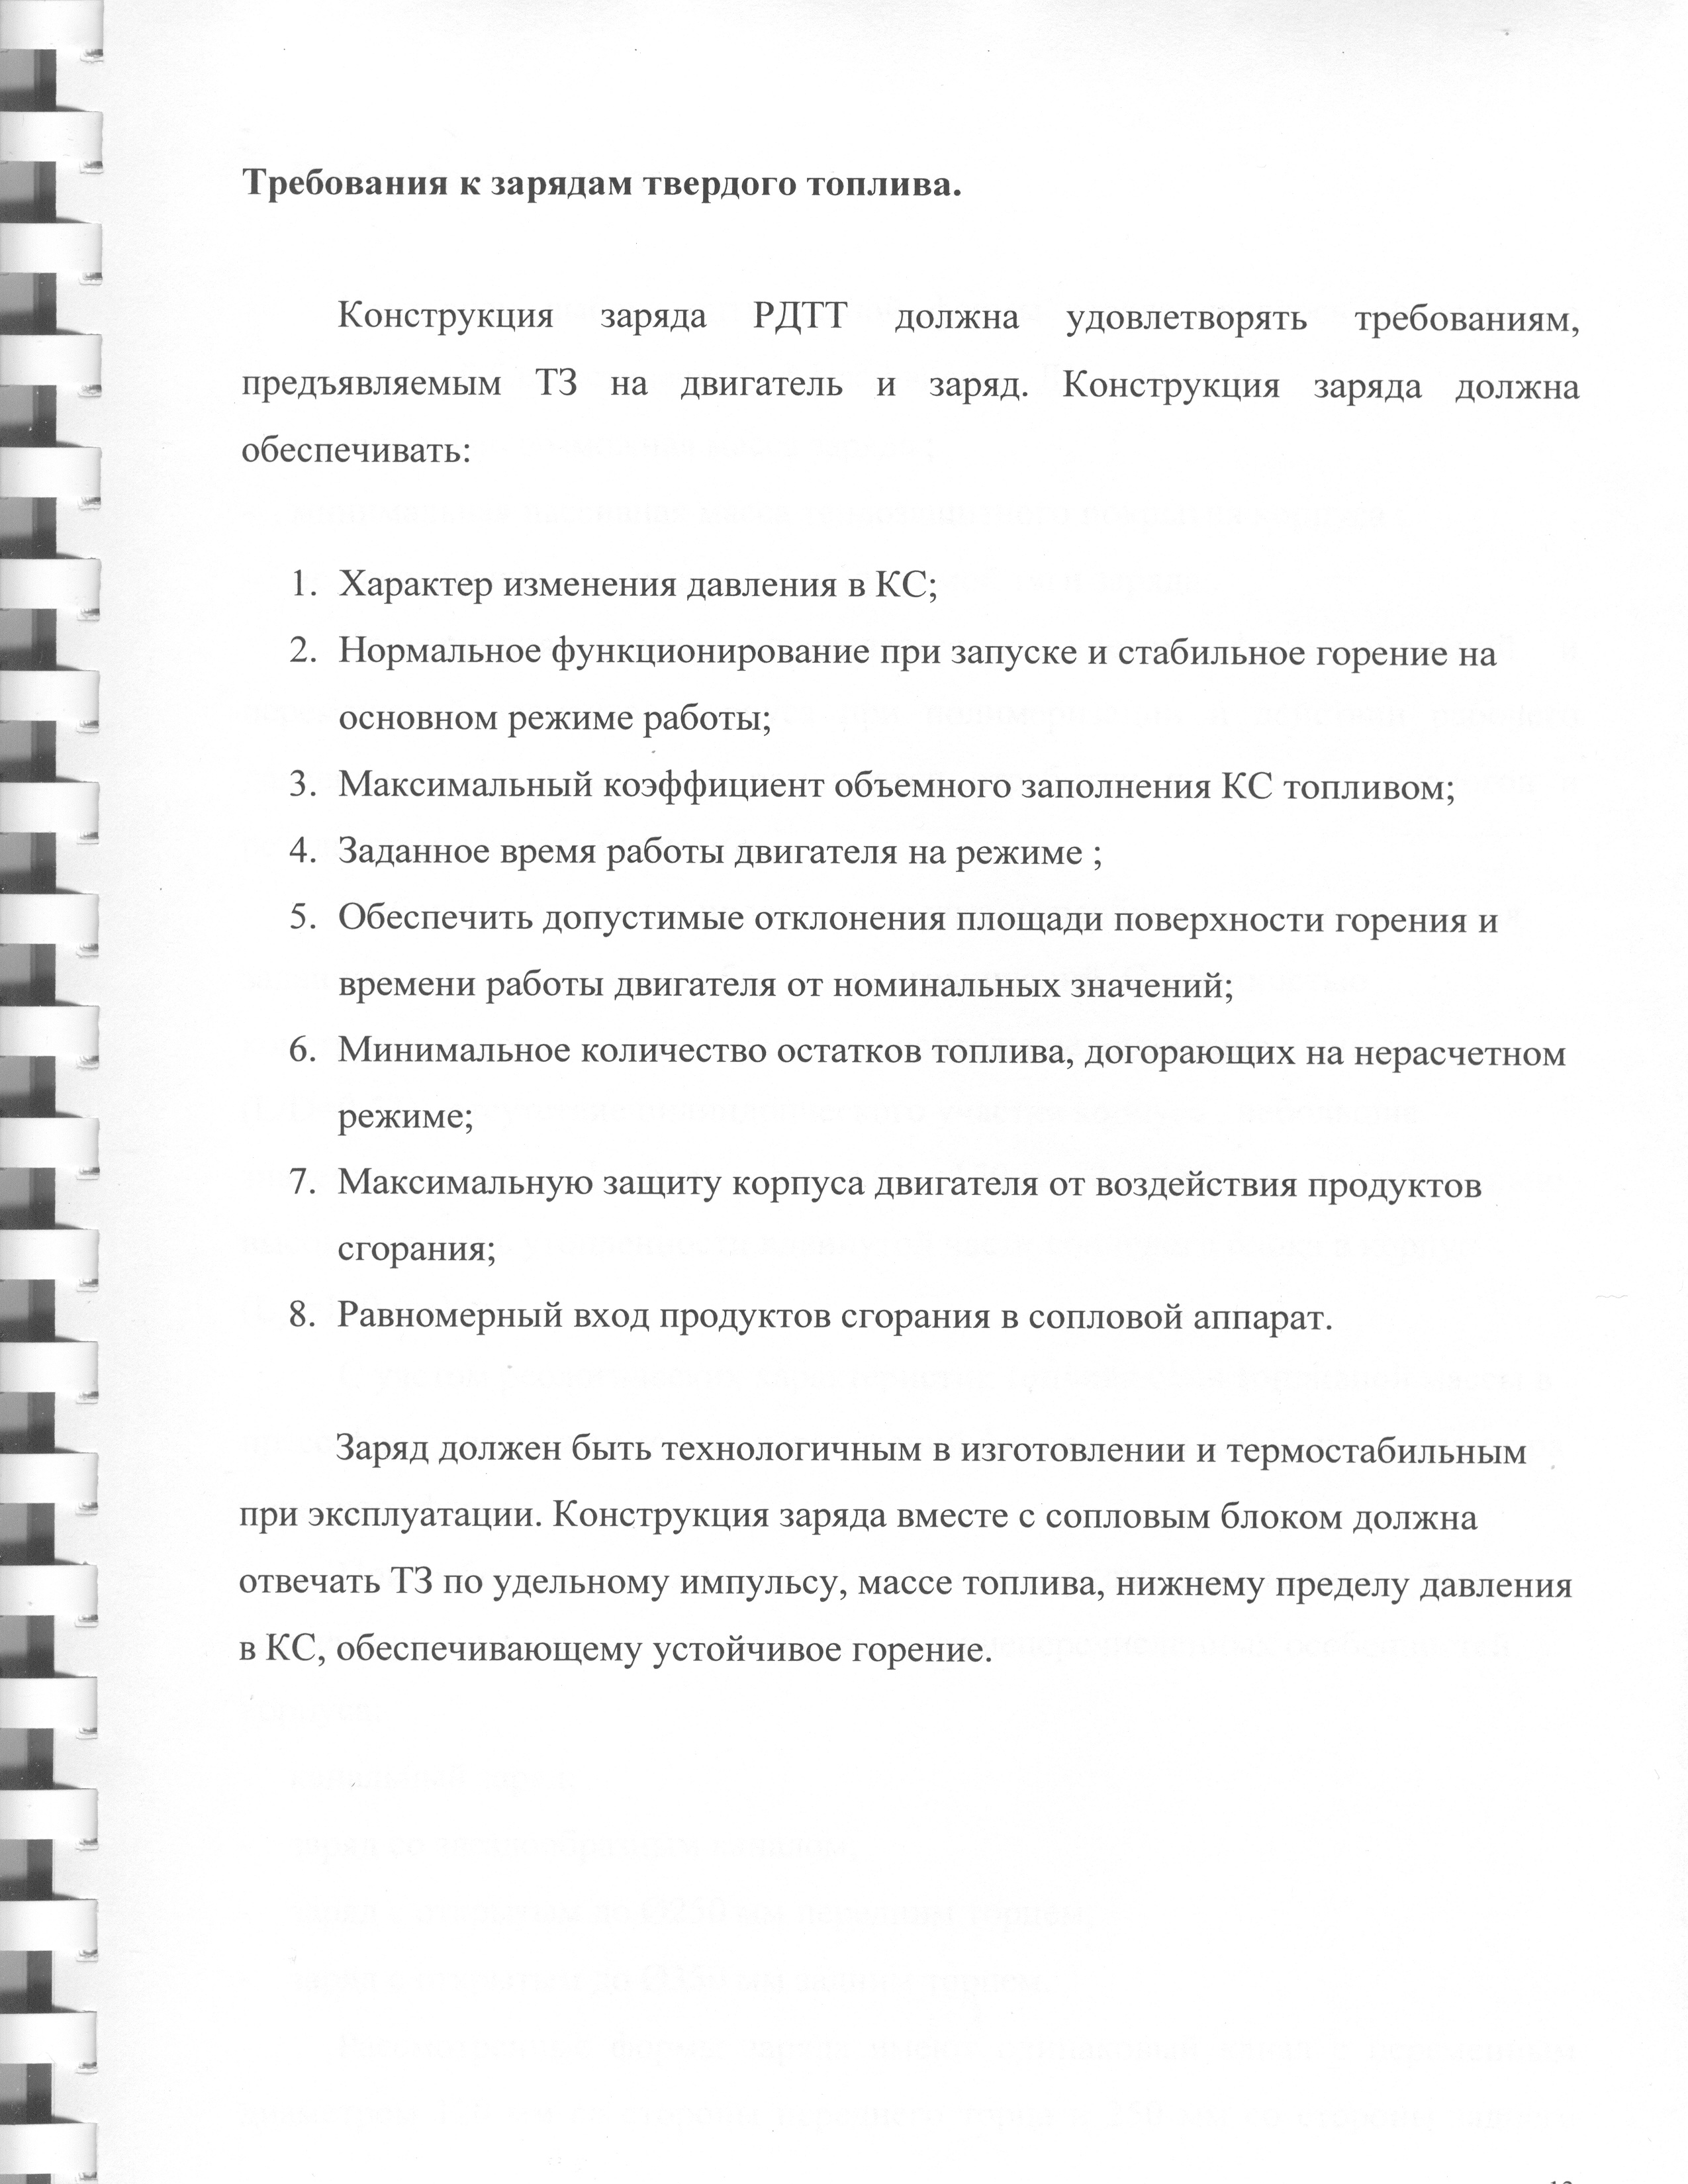 Требования к зарядам твердого топлива.
Конструкция заряда РДТТ должна удовлетворять требованиям,
предъявляемым ТЗ на двигатель и заряд. Конструкция заряда должна
обеспечивать:
1. Характер изменения давления в КС;
2. Нормальное функционирование при запуске и стабильное горение на
основном режиме работы;
3. Максимальный коэффициент объемного заполнения КС топливом;
4. Заданное время работы двигателя на режиме ;
5. Обеспечить допустимые отклонения площади поверхности горения и
времени работы двигателя от номинальных значений;
6. Минимальное количество остатков топлива, догорающих на нерасчетном
режиме;
7. Максимальную защиту корпуса двигателя от воздействия продуктов
сгорания;
8. Равномерный вход продуктов сгорания в сопловой аппарат.
Заряд должен быть технологичным в изготовлении и термостабильным
при эксплуатации. Конструкция заряда вместе с сопловым блоком должна
отвечать ТЗ по удельному импульсу, массе топлива, нижнему пределу давления
в КС, обеспечивающему устойчивое горение.